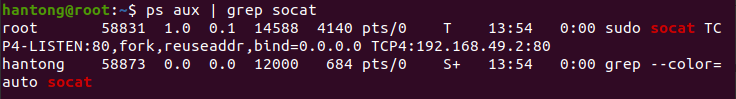 hantong@root:~$ ps aux | grep socat
root       58831  1.0  0.1  14588  4140 pts/0    T    13:54   0:00 sudo socat TC
P4-LISTEN:80,fork,reuseaddr,bind=0.0.0.0 TCP4:192.168.49.2:80
hantong    58873  0.0  0.0  12000   684 pts/0    S+   13:54   0:00 grep --color=
auto socat